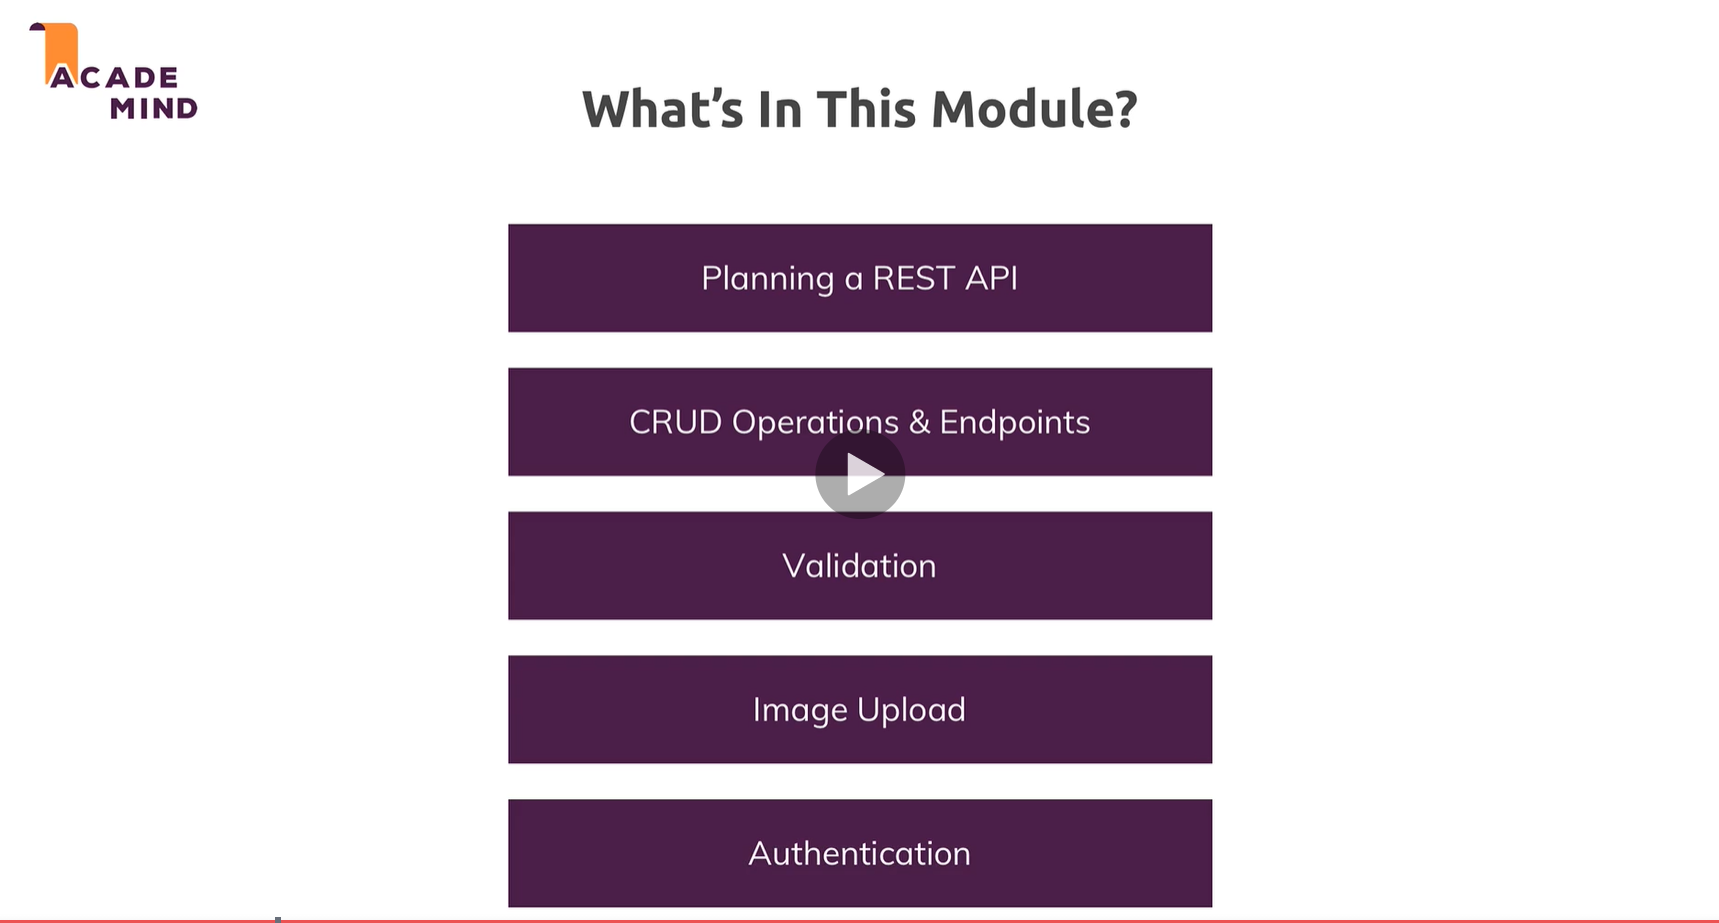 ACADE
MIND
What’s In This Module?
Planning a REST API
CRUD Operations & Endpoints
Validation
Image Upload
Authentication